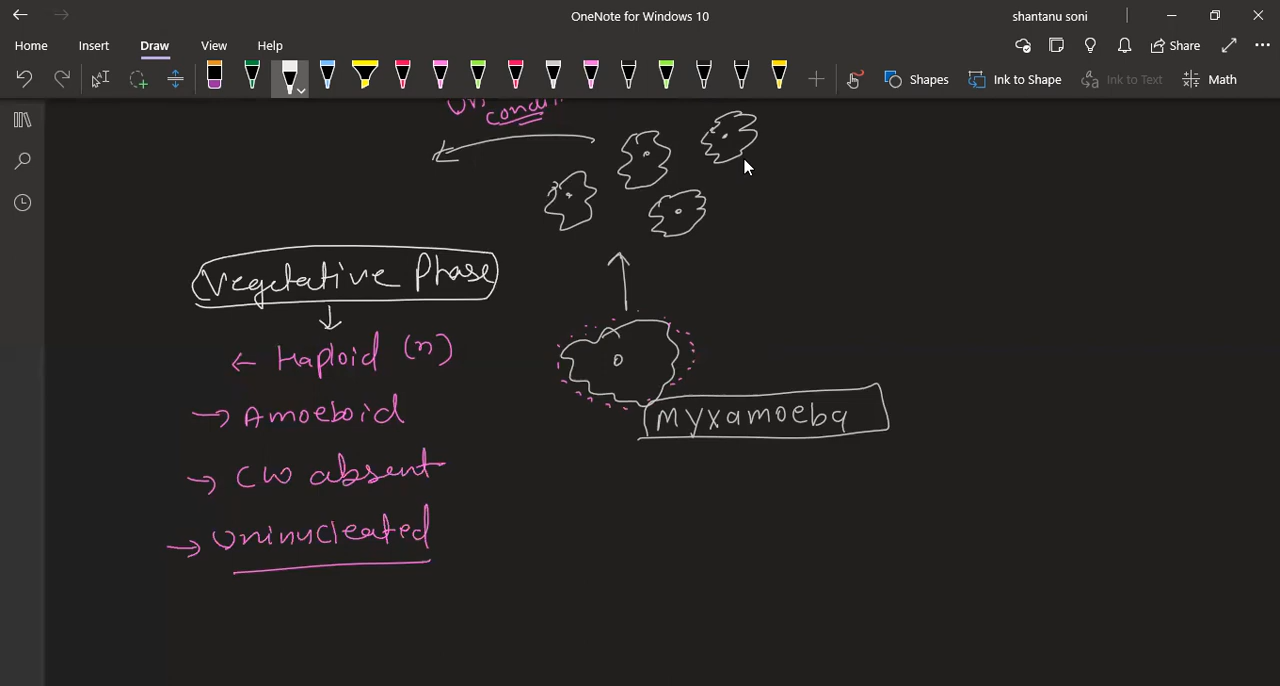 OneNote for Windows 10
shantanu soni
Home Insert Draw View Help
Share
Shapes
Ink to Shape
Ink to Text
Math
Vegetative Phase
Haploid (n)
Amoeboid
CW absent
Uninucleated
Myxamoeba